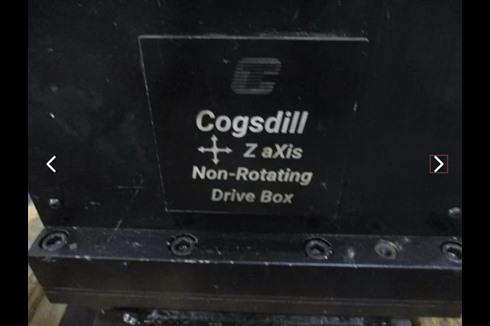 Cogsdill
Z aXis
Non-Rotating
Drive Box